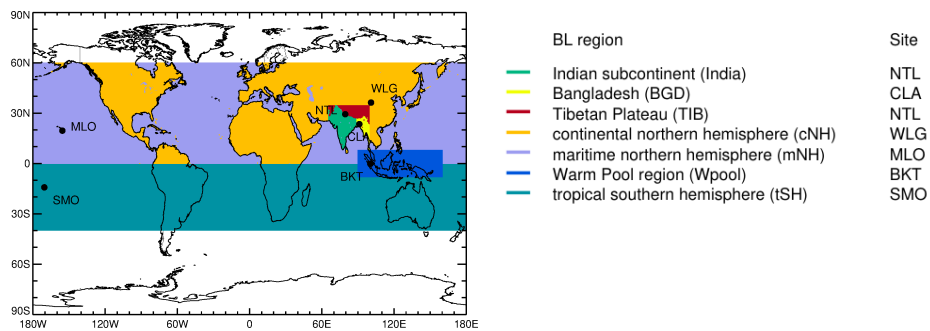 90N
60N
30N
0
30S
60S
90S
180W
120W
60W
0
60E
120E
180E
WLG
NTL
MLO
CLA
BKT
SMO
BL region Site
Indian subcontinent (India) NTL
Bangladesh (BGD) CLA
Tibetan Plateau (TIB) NTL
continental northern hemisphere (cNH) WLG
maritime northern hemisphere (mNH) MLO
Warm Pool region (Wpool) BKT
tropical southern hemisphere (tSH) SMO